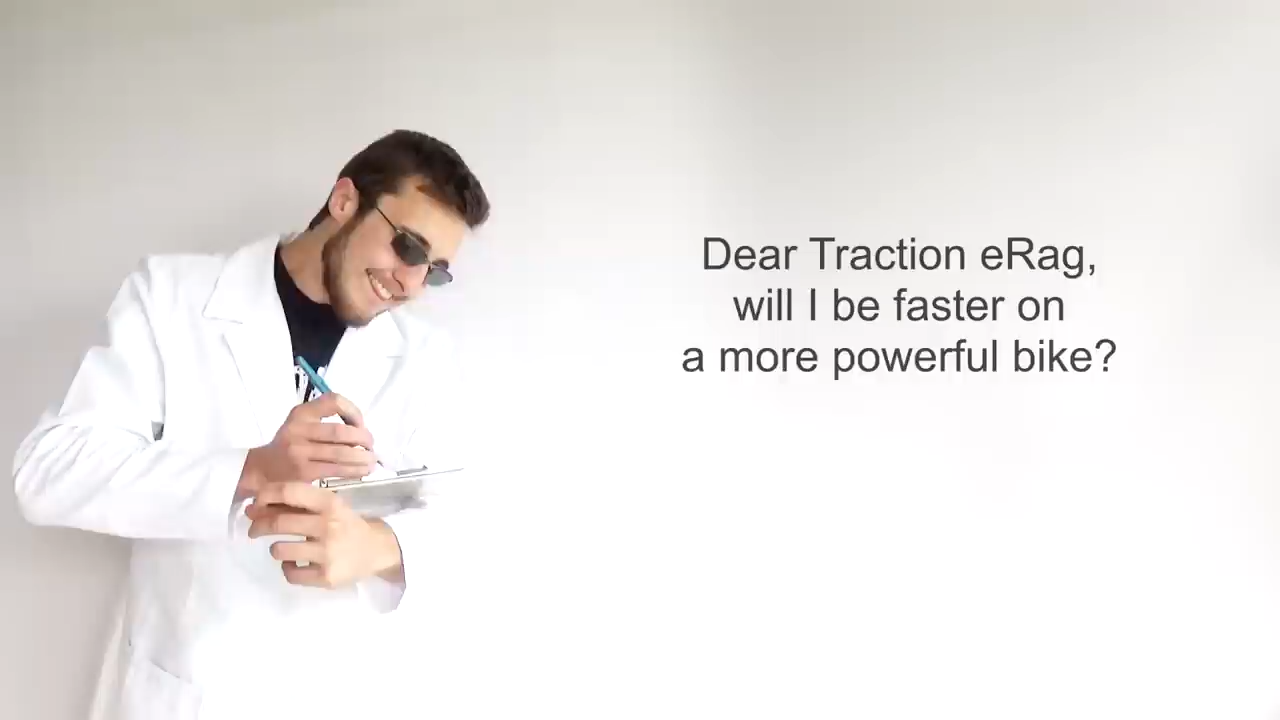 Dear Traction eRag,
will I be faster on
a more powerful bike?